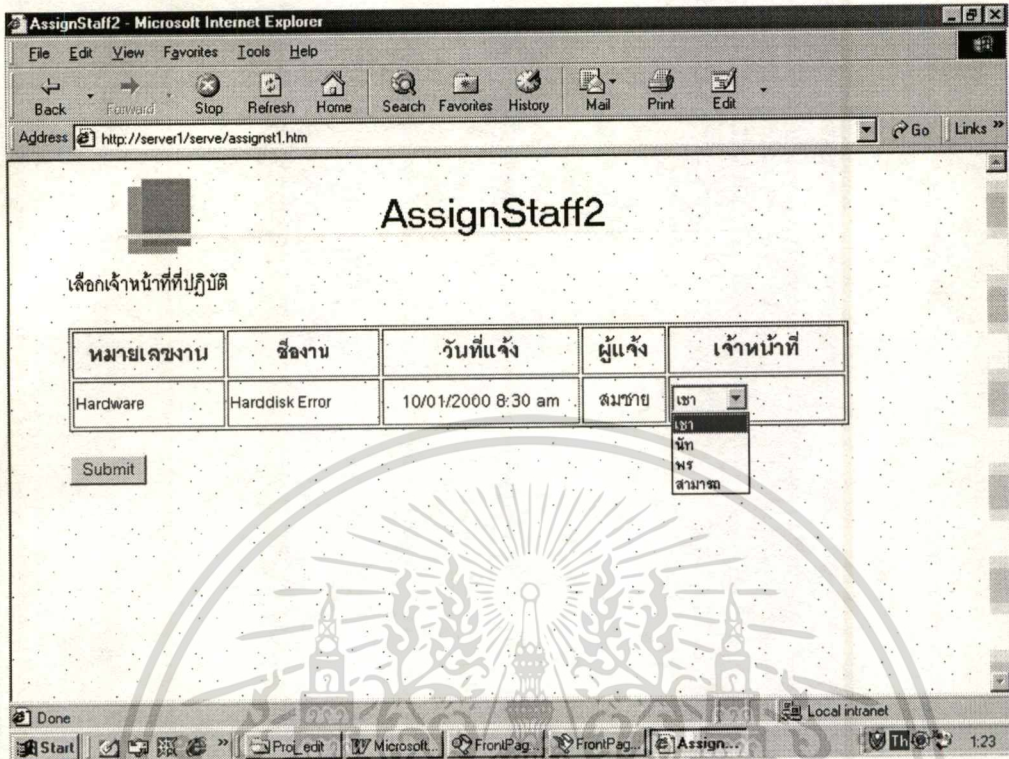 AssignStaff2 - Microsoft Internet Explorer
File Edit View Favorites Tools Help
Back Forward Stop Refresh Home Search Favorites History Mail Print Edit
Address http://server1/serve/assignst1.htm Go Links »
AssignStaff2
เลือกเจ้าหน้าที่ที่ปฏิบัติ
หมายเลขงาน ชื่องาน วันที่แจ้ง ผู้แจ้ง เจ้าหน้าที่
Hardware Harddisk Error 10/01/2000 8:30 am สมชาย เชา
เชา
นัท
พร
สามารถ
Submit
Done Local intranet
Start » Pro_edit Microsoft... FrontPag... FrontPag... Assign... Th 1:23